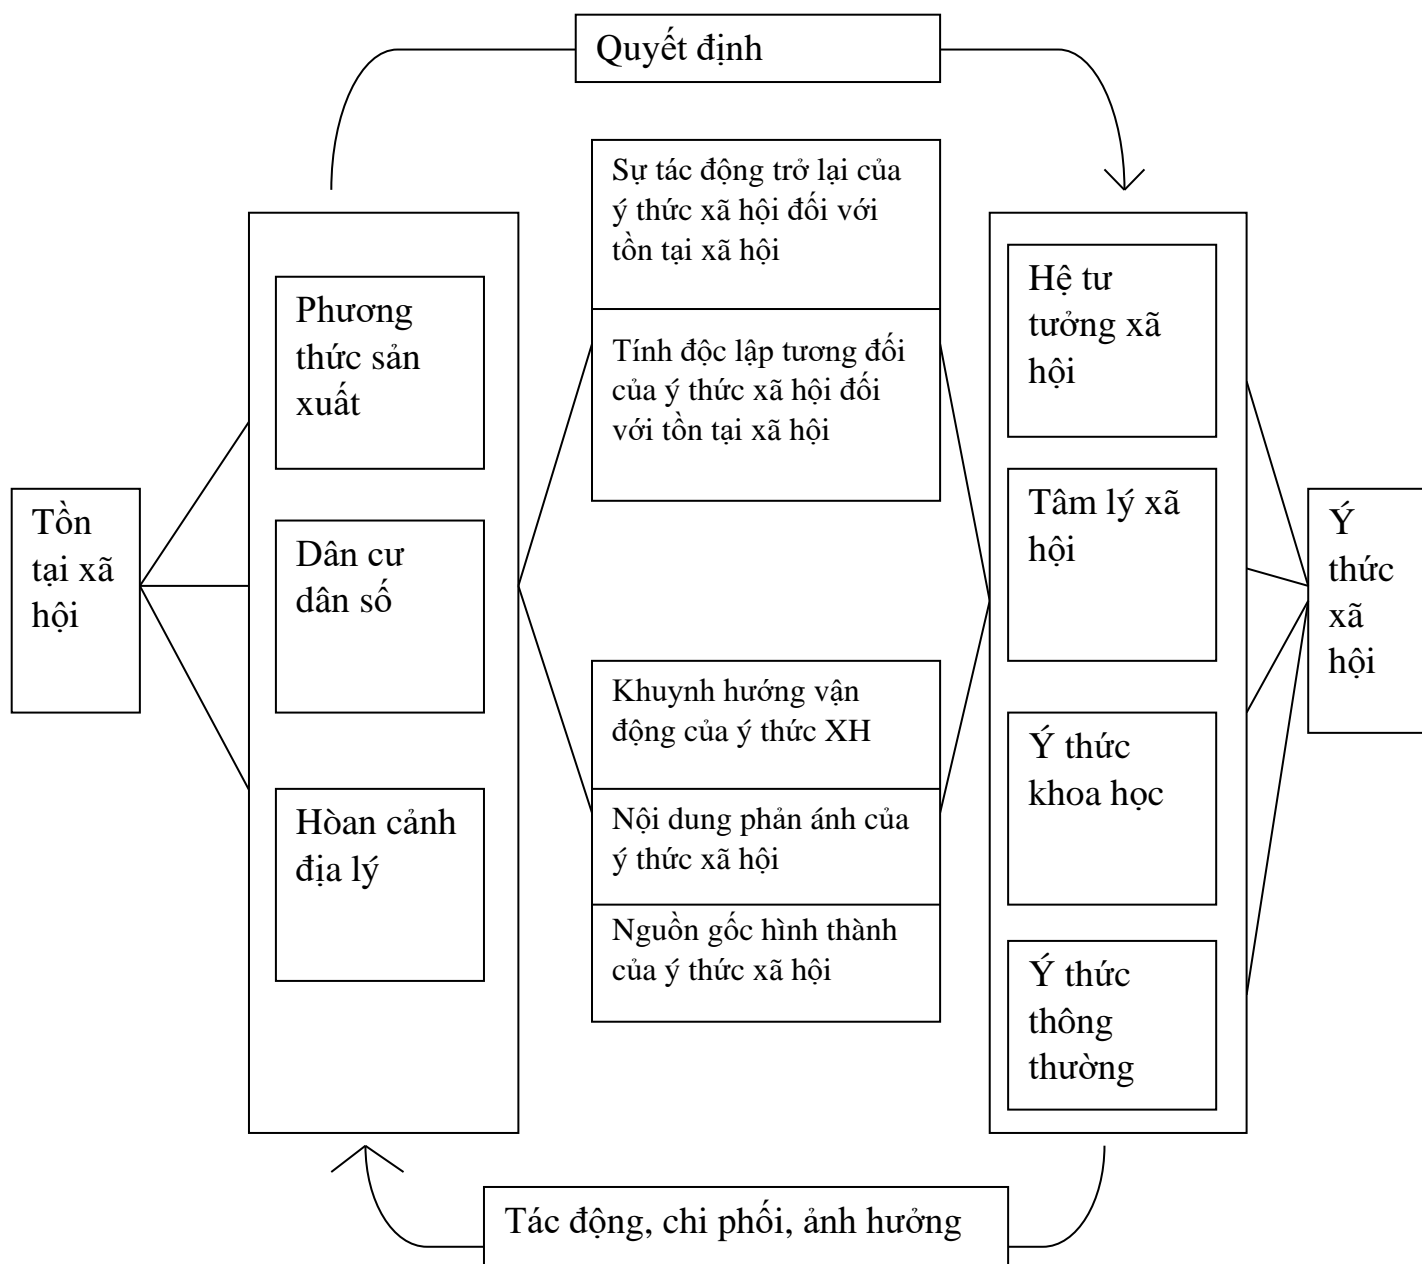 Quyết định
Tồn
tại xã
hội
Phương
thức sản
xuất
Dân cư
dân số
Hòan cảnh
địa lý
Sự tác động trở lại của
ý thức xã hội đối với
tồn tại xã hội
Tính độc lập tương đối
của ý thức xã hội đối
với tồn tại xã hội
Khuynh hướng vận
động của ý thức XH
Nội dung phản ánh của
ý thức xã hội
Nguồn gốc hình thành
của ý thức xã hội
Hệ tư
tưởng xã
hội
Tâm lý xã
hội
Ý thức
khoa học
Ý thức
thông
thường
Ý
thức
xã
hội
Tác động, chi phối, ảnh hưởng